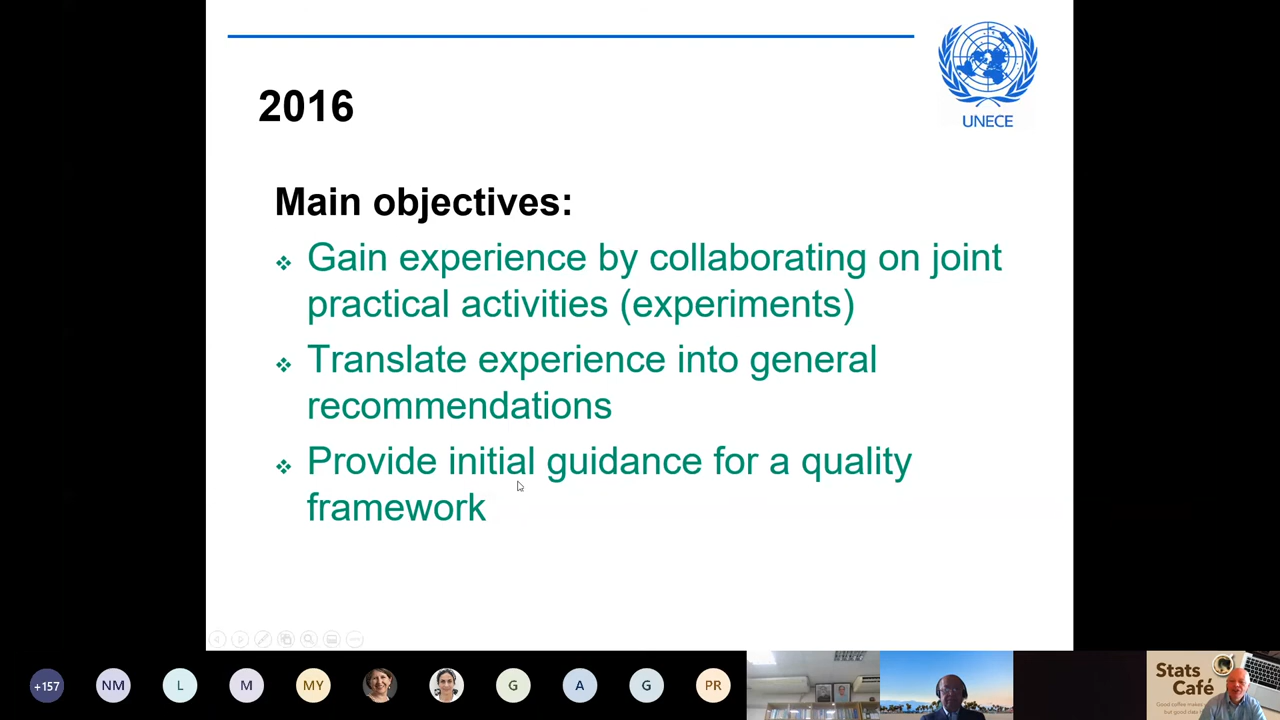 UNECE
2016
Main objectives:
Gain experience by collaborating on joint
practical activities (experiments)
Translate experience into general
recommendations
Provide initial guidance for a quality
framework
+157
NM
L
M
MY
G
A
G
PR
Stats
Café